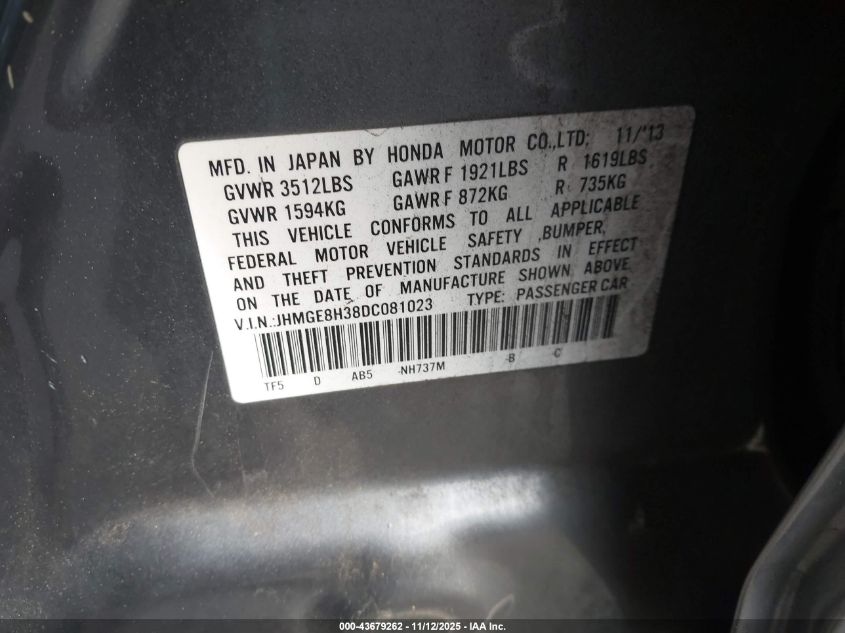 MFD. IN JAPAN BY HONDA MOTOR CO.,LTD; 11/'13
GVWR 3512LBS GAWR F 1921LBS R 1619LBS
GVWR 1594KG GAWR F 872KG R 735KG
THIS VEHICLE CONFORMS TO ALL APPLICABLE
FEDERAL MOTOR VEHICLE SAFETY ,BUMPER,
AND THEFT PREVENTION STANDARDS IN EFFECT
ON THE DATE OF MANUFACTURE SHOWN ABOVE.
V.I.N.:JHMGE8H38DC081023 TYPE: PASSENGER CAR
TF5 D AB5 -NH737M -B -C
000-43679262 - 11/12/2025 - IAA Inc.